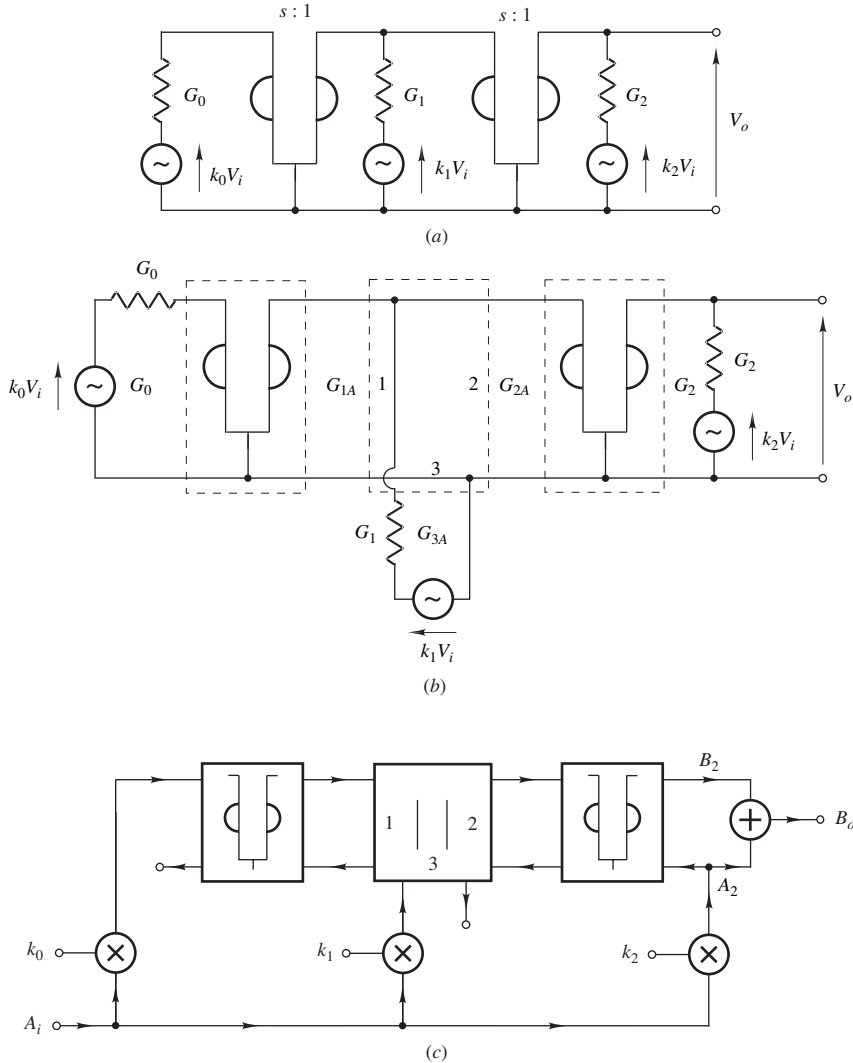 s : 1 s : 1
G₀ G₁ G₂
Vₒ
k₀Vᵢ k₁Vᵢ k₂Vᵢ
(a)
G₀
k₀Vᵢ G₀ G₁A 1 2 G₂A G₂ G₂ Vₒ
k₂Vᵢ
3
G₁ G₃A
k₁Vᵢ
(b)
B₂
1 2 Bₒ
3
A₂
k₀ k₁ k₂
Aᵢ
(c)